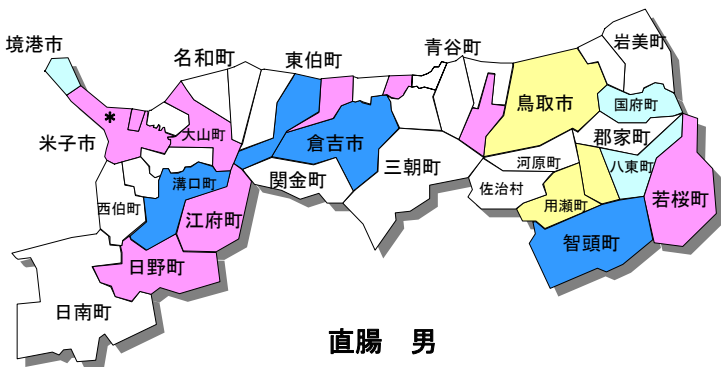 境港市
名和町
東伯町
青谷町
岩美町
米子市
*
大山町
倉吉市
鳥取市
国府町
郡家町
西伯町
溝口町
江府町
関金町
三朝町
河原町
佐治村
八東町
用瀬町
若桜町
智頭町
日野町
日南町
直腸 男